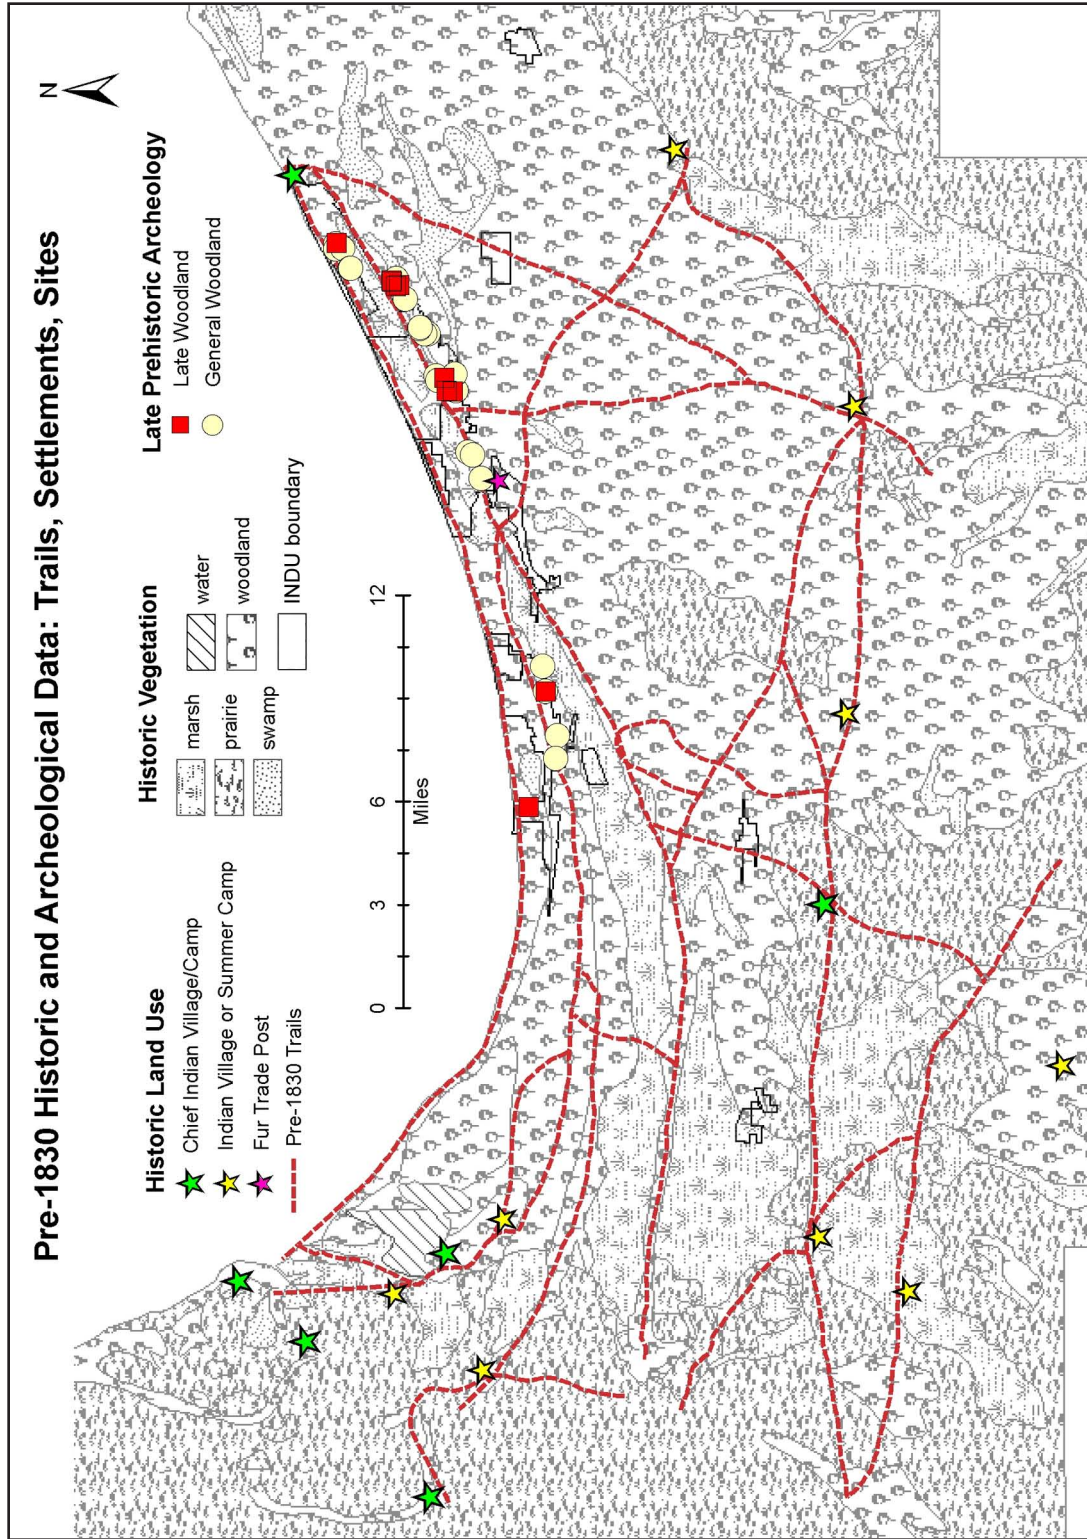 Pre-1830 Historic and Archeological Data: Trails, Settlements, Sites
Historic Land Use
Chief Indian Village/Camp
Indian Village or Summer Camp
Fur Trade Post
Pre-1830 Trails
Historic Vegetation
marsh
prairie
swamp
water
woodland
INDU boundary
Late Prehistoric Archeology
Late Woodland
General Woodland
N
0 3 6 12
Miles